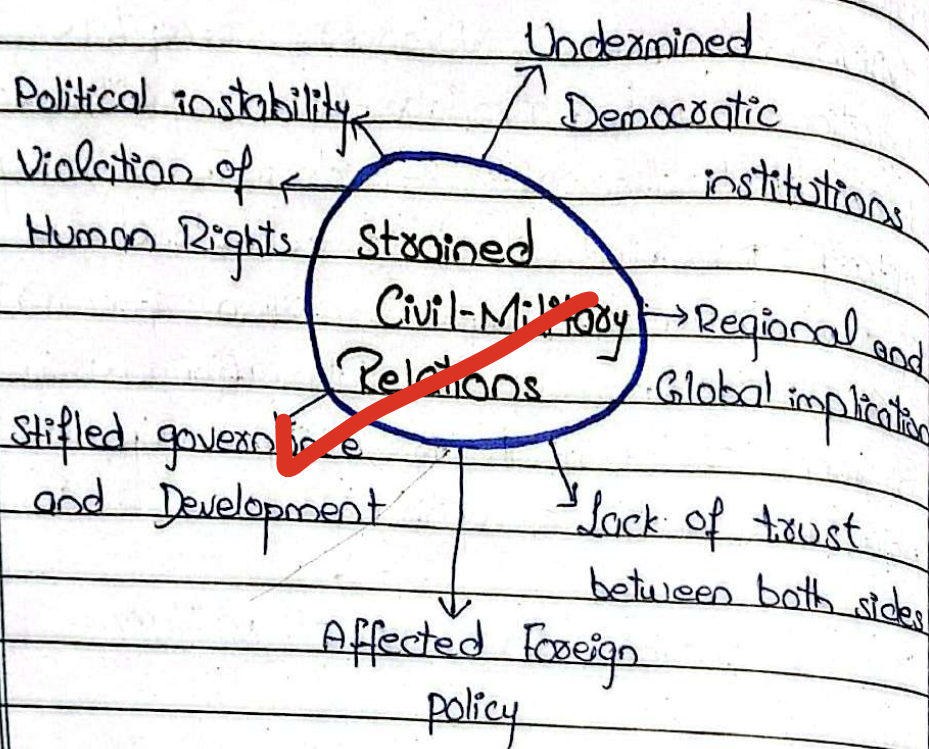 Undermined
Democratic
institutions
Political instability
Violation of
Human Rights
Strained
Civil-Military
Relations
Regional and
Global implication
Stifled governance
and Development
Lack of trust
between both sides
Affected Foreign
policy